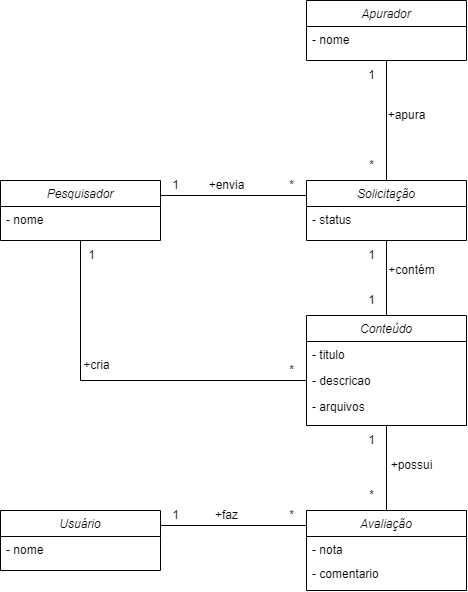 Apurador
- nome
1
+apura
*
Pesquisador
- nome
1
+envia
*
Solicitação
- status
1
+contém
1
1
+cria
*
Conteúdo
- titulo
- descricao
- arquivos
1
+possui
*
Usuário
- nome
1
+faz
*
Avaliação
- nota
- comentario